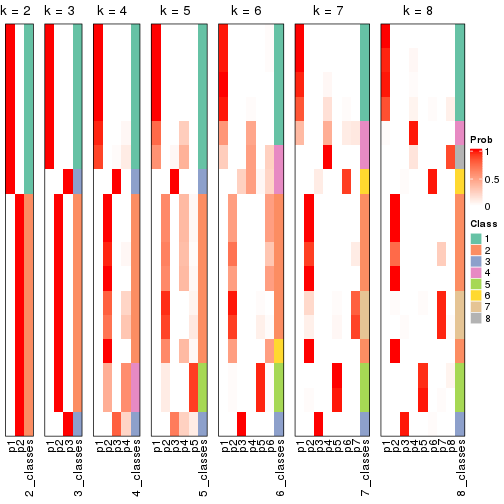 k = 2 k = 3 k = 4 k = 5 k = 6 k = 7 k = 8
Prob
1
0.5
0
Class
1
2
3
4
5
6
7
8
p1 p2 2_classes
p1 p2 p3 3_classes
p1 p2 p3 p4 4_classes
p1 p2 p3 p4 p5 5_classes
p1 p2 p3 p4 p5 p6 6_classes
p1 p2 p3 p4 p5 p6 p7 7_classes
p1 p2 p3 p4 p5 p6 p7 p8 8_classes